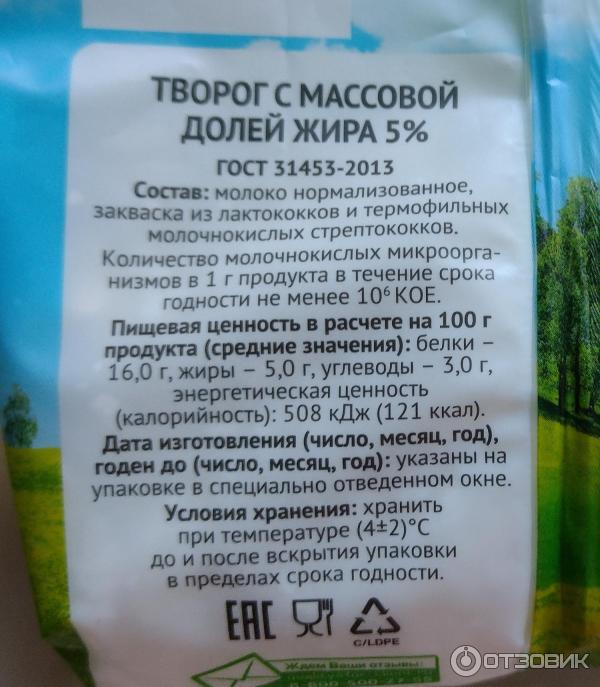 ТВОРОГ С МАССОВОЙ
ДОЛЕЙ ЖИРА 5%
ГОСТ 31453-2013
Состав: молоко нормализованное,
закваска из лактококков и термофильных
молочнокислых стрептококков.
Количество молочнокислых микроорга-
низмов в 1 г продукта в течение срока
годности не менее 10⁶ КОЕ.
Пищевая ценность в расчете на 100 г
продукта (средние значения): белки –
16,0 г, жиры – 5,0 г, углеводы – 3,0 г,
энергетическая ценность
(калорийность): 508 кДж (121 ккал).
Дата изготовления (число, месяц, год),
годен до (число, месяц, год): указаны на
упаковке в специально отведенном окне.
Условия хранения: хранить
при температуре (4±2)°С
до и после вскрытия упаковки
в пределах срока годности.
EAC
C/LDPE
Ждем Ваши отзывы:
ОТЗОВИК